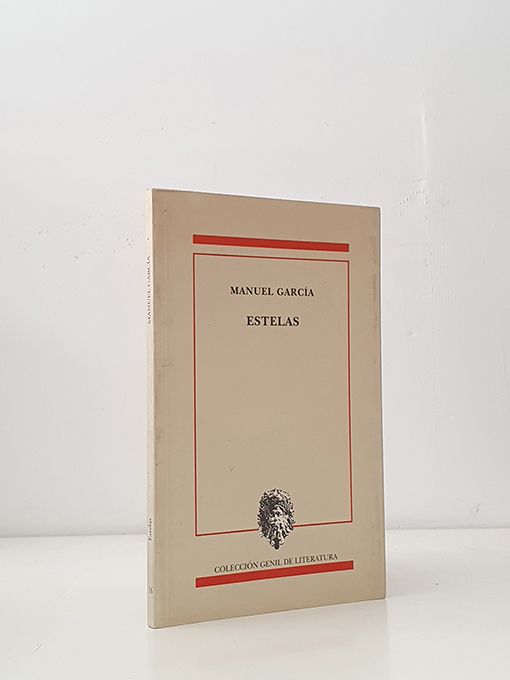 MANUEL GARCÍA
ESTELAS
COLECCIÓN GENIL DE LITERATURA
MANUEL GARCÍA
Estelas